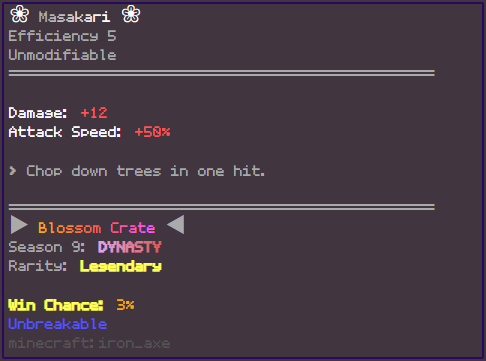 ❀ Masakari ❀
Efficiency 5
Unmodifiable
Damage: +12
Attack Speed: +50%
> Chop down trees in one hit.
▶ Blossom Crate ◀
Season 9: DYNASTY
Rarity: Legendary
Win Chance: 3%
Unbreakable
minecraft:iron_axe